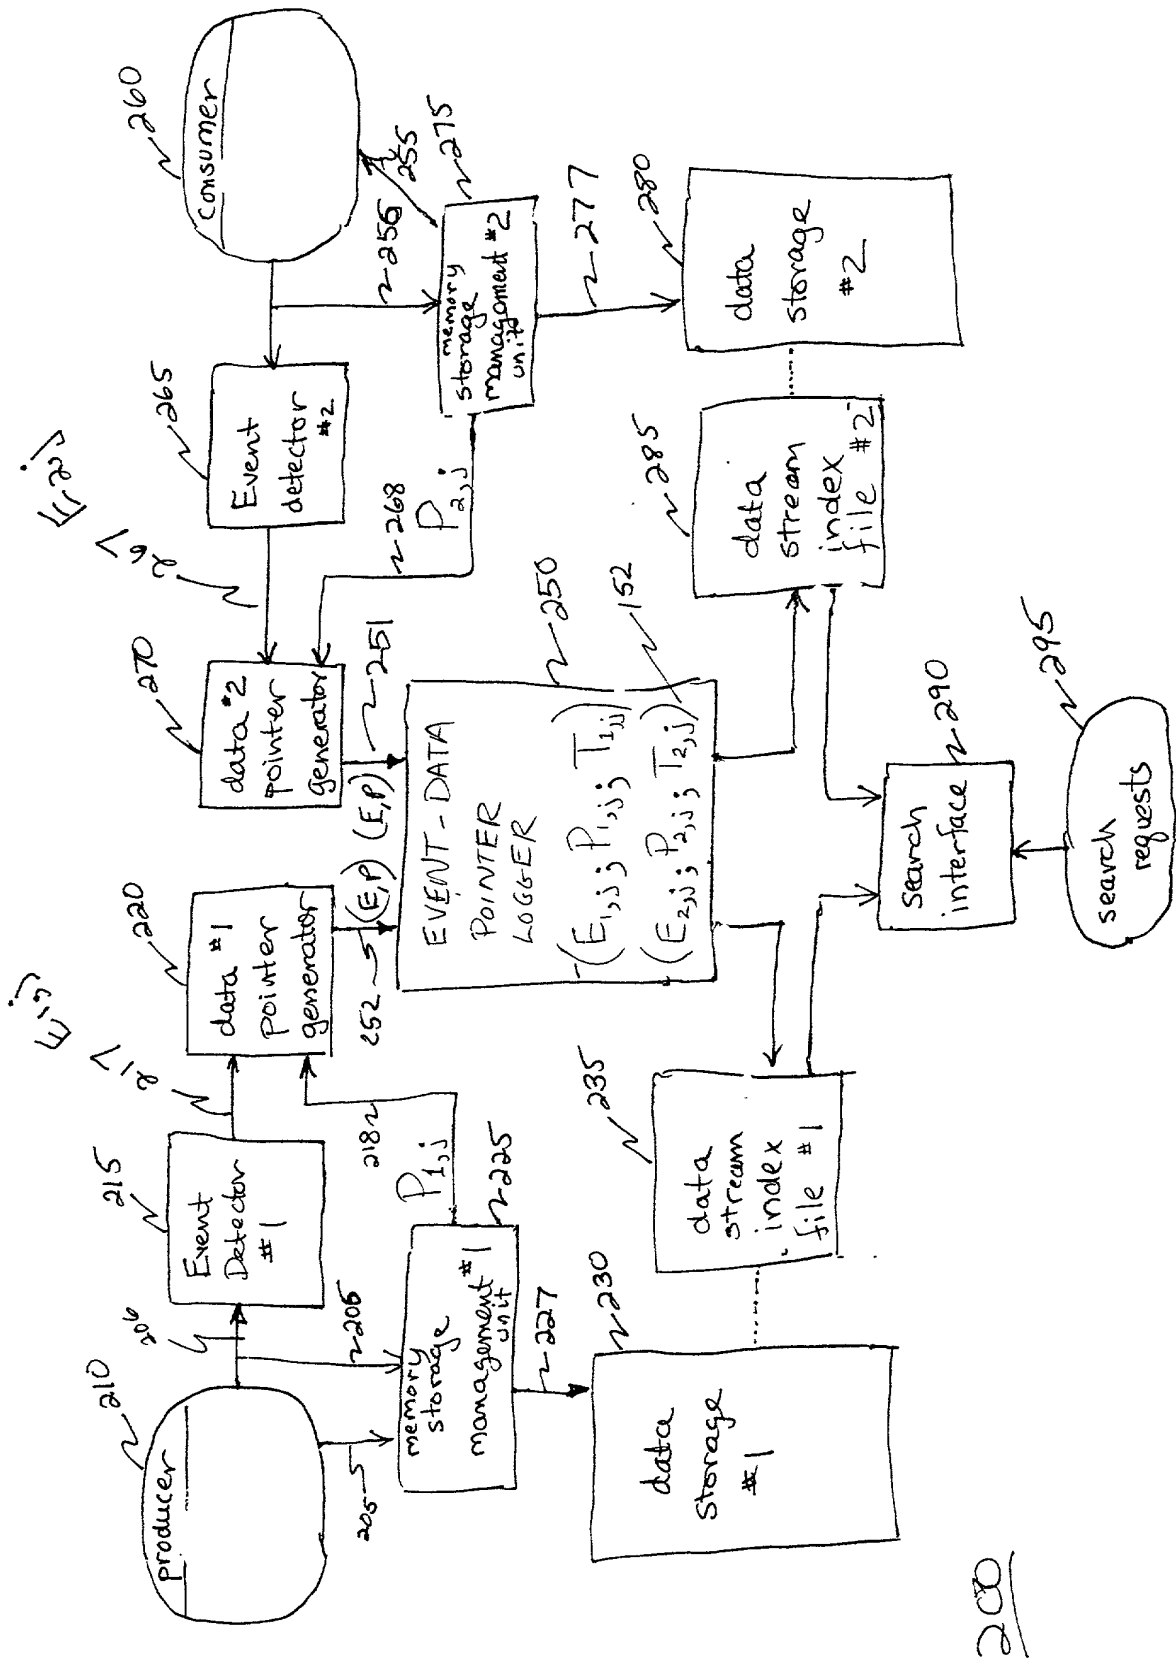 producer
210
206
205
206
Event
Detector
#1
215
217
E1,j
data #1
pointer
generator
220
218
P1,j
memory
storage
management #1
unit
225
227
data
storage
#1
230
data
stream
index
file #1
235
252
(E,P)
(E,P)
251
EVENT-DATA
POINTER
LOGGER
(E1,j; P1,j; T1,j)
(E2,j; P2,j; T2,j)
250
152
data #2
pointer
generator
270
267
E2,j
Event
detector
#2
265
268
P2,j
consumer
260
256
255
memory
storage
management #2
unit
275
277
data
storage
#2
280
data
stream
index
file #2
285
search
interface
290
search
requests
295
200